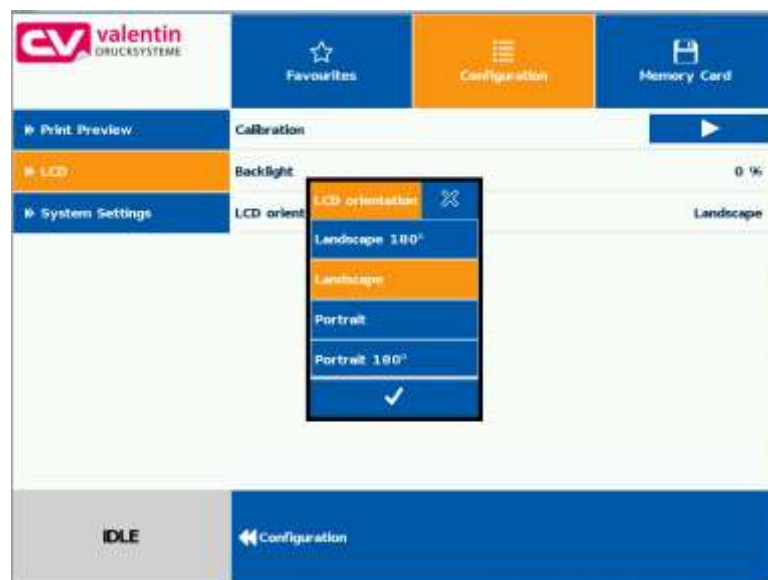 CV valentin
DRUCKSYSTEME
Favourites
Configuration
Memory Card
Print Preview
Calibration
LCD
Backlight
0 %
System Settings
LCD orient
Landscape
LCD orientation
Landscape 180°
Landscape
Portrait
Portrait 180°
IDLE
Configuration